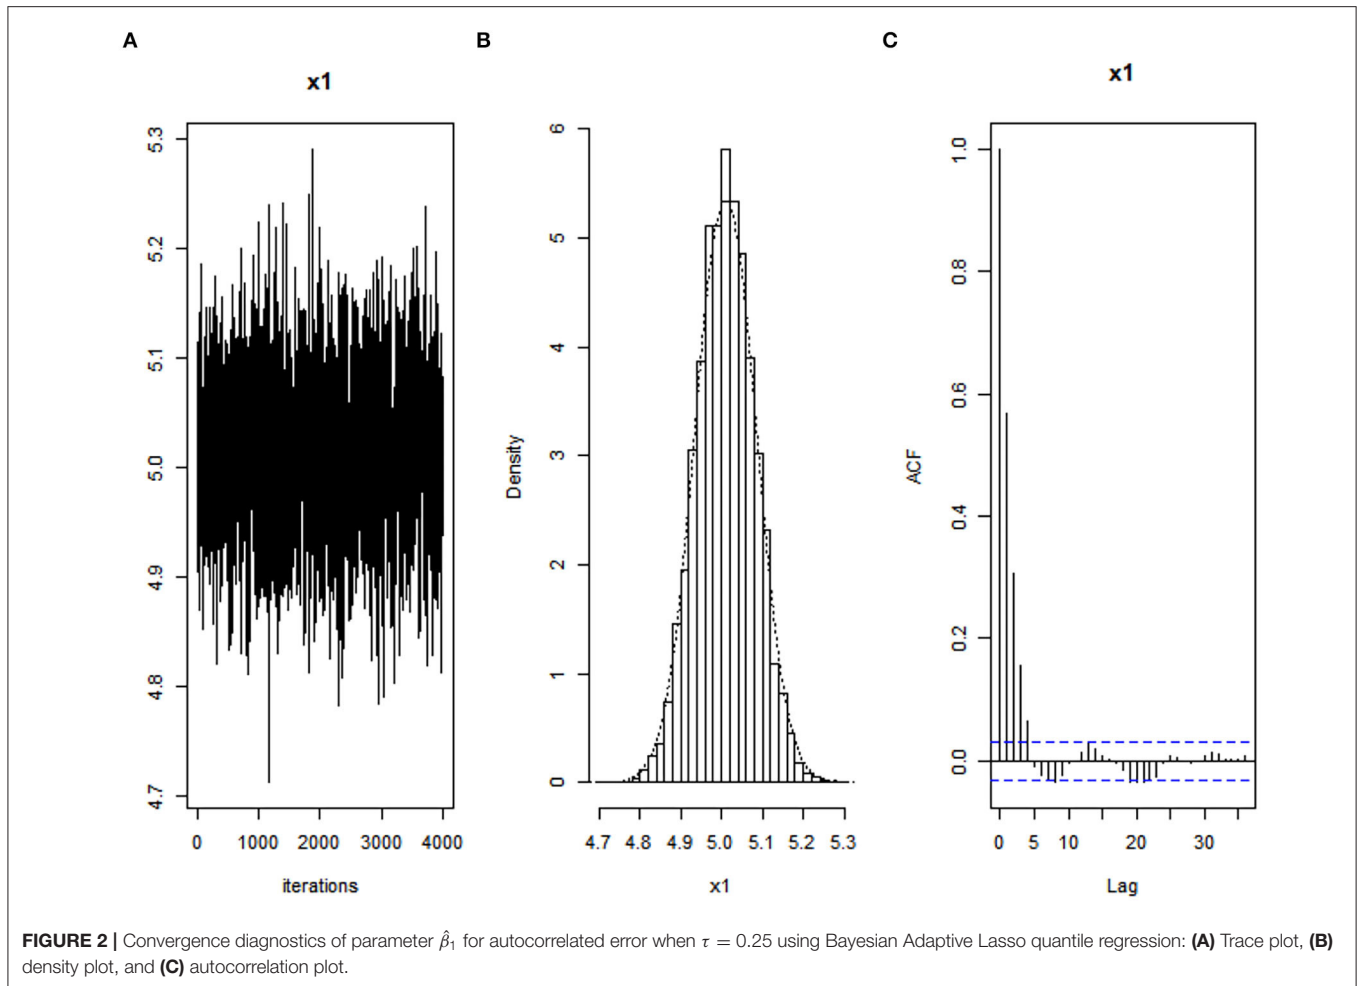 A
B
C
x1
x1
5.3
5.2
5.1
5.0
4.9
4.8
4.7
0 1000 2000 3000 4000
iterations
Density
6
5
4
3
2
1
0
4.7 4.8 4.9 5.0 5.1 5.2 5.3
x1
ACF
1.0
0.8
0.6
0.4
0.2
0.0
0 5 10 20 30
Lag
FIGURE 2 | Convergence diagnostics of parameter β̂₁ for autocorrelated error when τ = 0.25 using Bayesian Adaptive Lasso quantile regression: (A) Trace plot, (B)
density plot, and (C) autocorrelation plot.